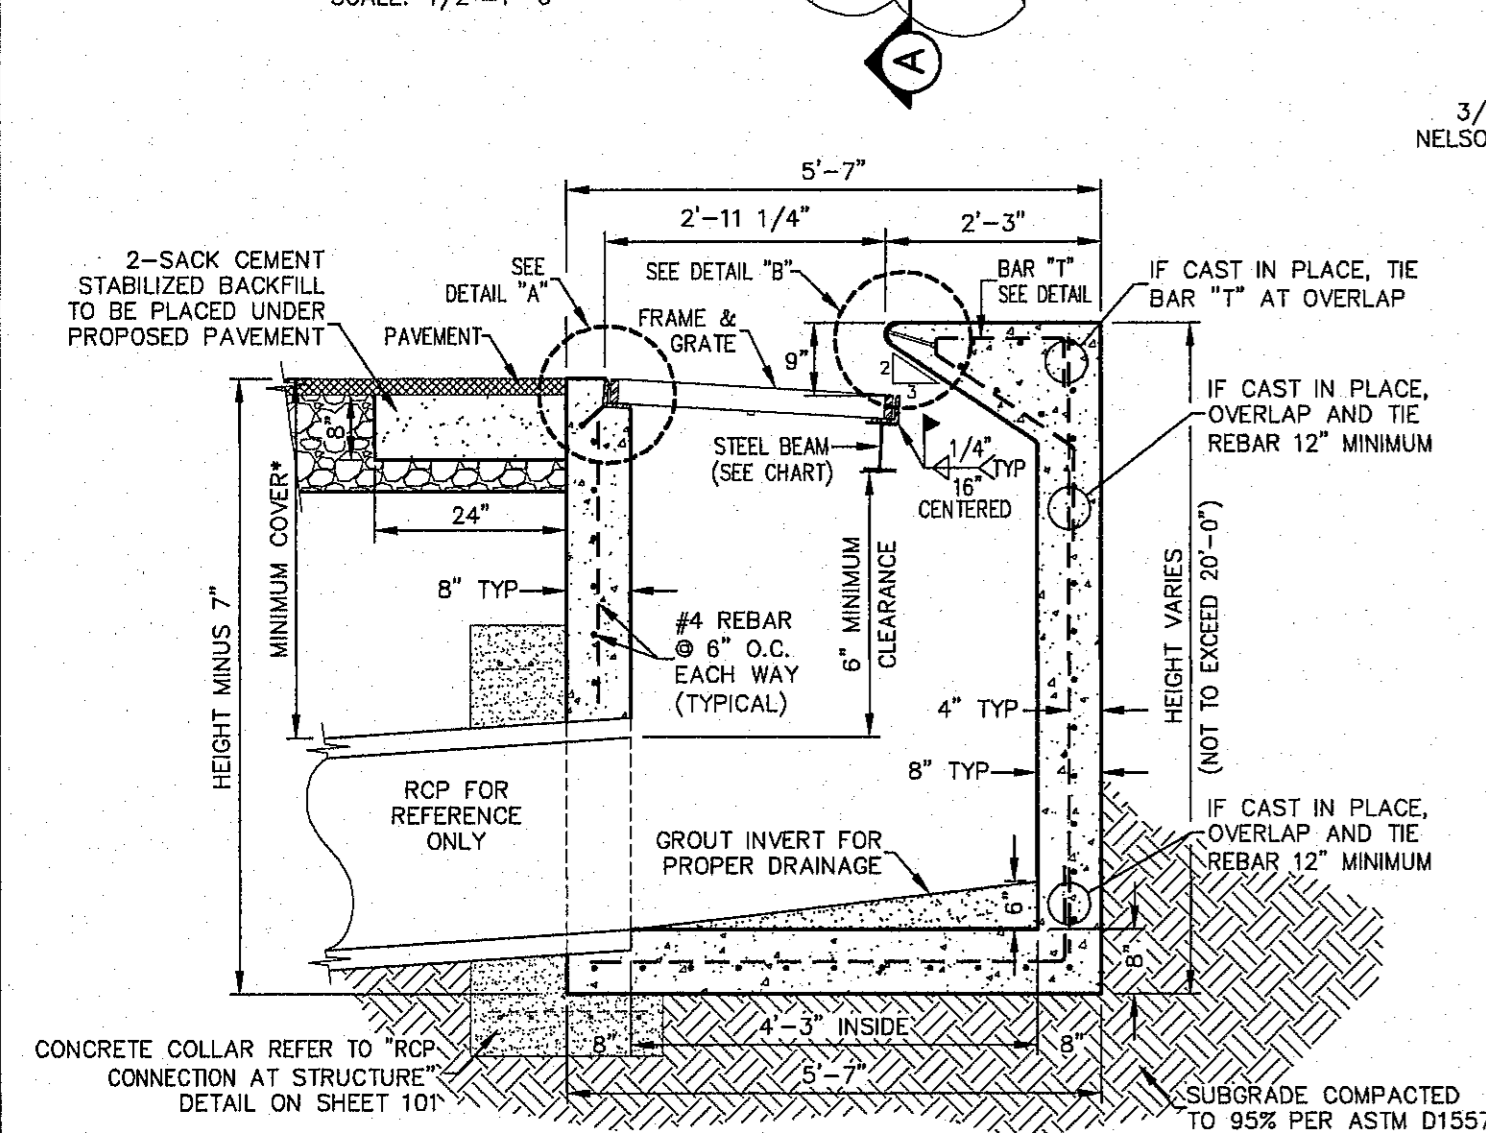 SCALE: 1/2"=1'-0"
A
3/
NELSO
5'-7"
2'-11 1/4"
2'-3"
2-SACK CEMENT
STABILIZED BACKFILL
TO BE PLACED UNDER
PROPOSED PAVEMENT
PAVEMENT
SEE
DETAIL "A"
SEE DETAIL "B"
FRAME &
GRATE
9"
BAR "T"
SEE DETAIL
IF CAST IN PLACE, TIE
BAR "T" AT OVERLAP
2
3
IF CAST IN PLACE,
OVERLAP AND TIE
REBAR 12" MINIMUM
8"
STEEL BEAM
(SEE CHART)
1/4"
TYP
16"
CENTERED
24"
MINIMUM COVER*
HEIGHT MINUS 7"
8" TYP
#4 REBAR
@ 6" O.C.
EACH WAY
(TYPICAL)
6" MINIMUM
CLEARANCE
4" TYP
8" TYP
HEIGHT VARIES
(NOT TO EXCEED 20'-0")
RCP FOR
REFERENCE
ONLY
GROUT INVERT FOR
PROPER DRAINAGE
6"
IF CAST IN PLACE,
OVERLAP AND TIE
REBAR 12" MINIMUM
8"
8"
4'-3" INSIDE
8"
5'-7"
CONCRETE COLLAR REFER TO "RCP
CONNECTION AT STRUCTURE"
DETAIL ON SHEET 101
SUBGRADE COMPACTED
TO 95% PER ASTM D1557